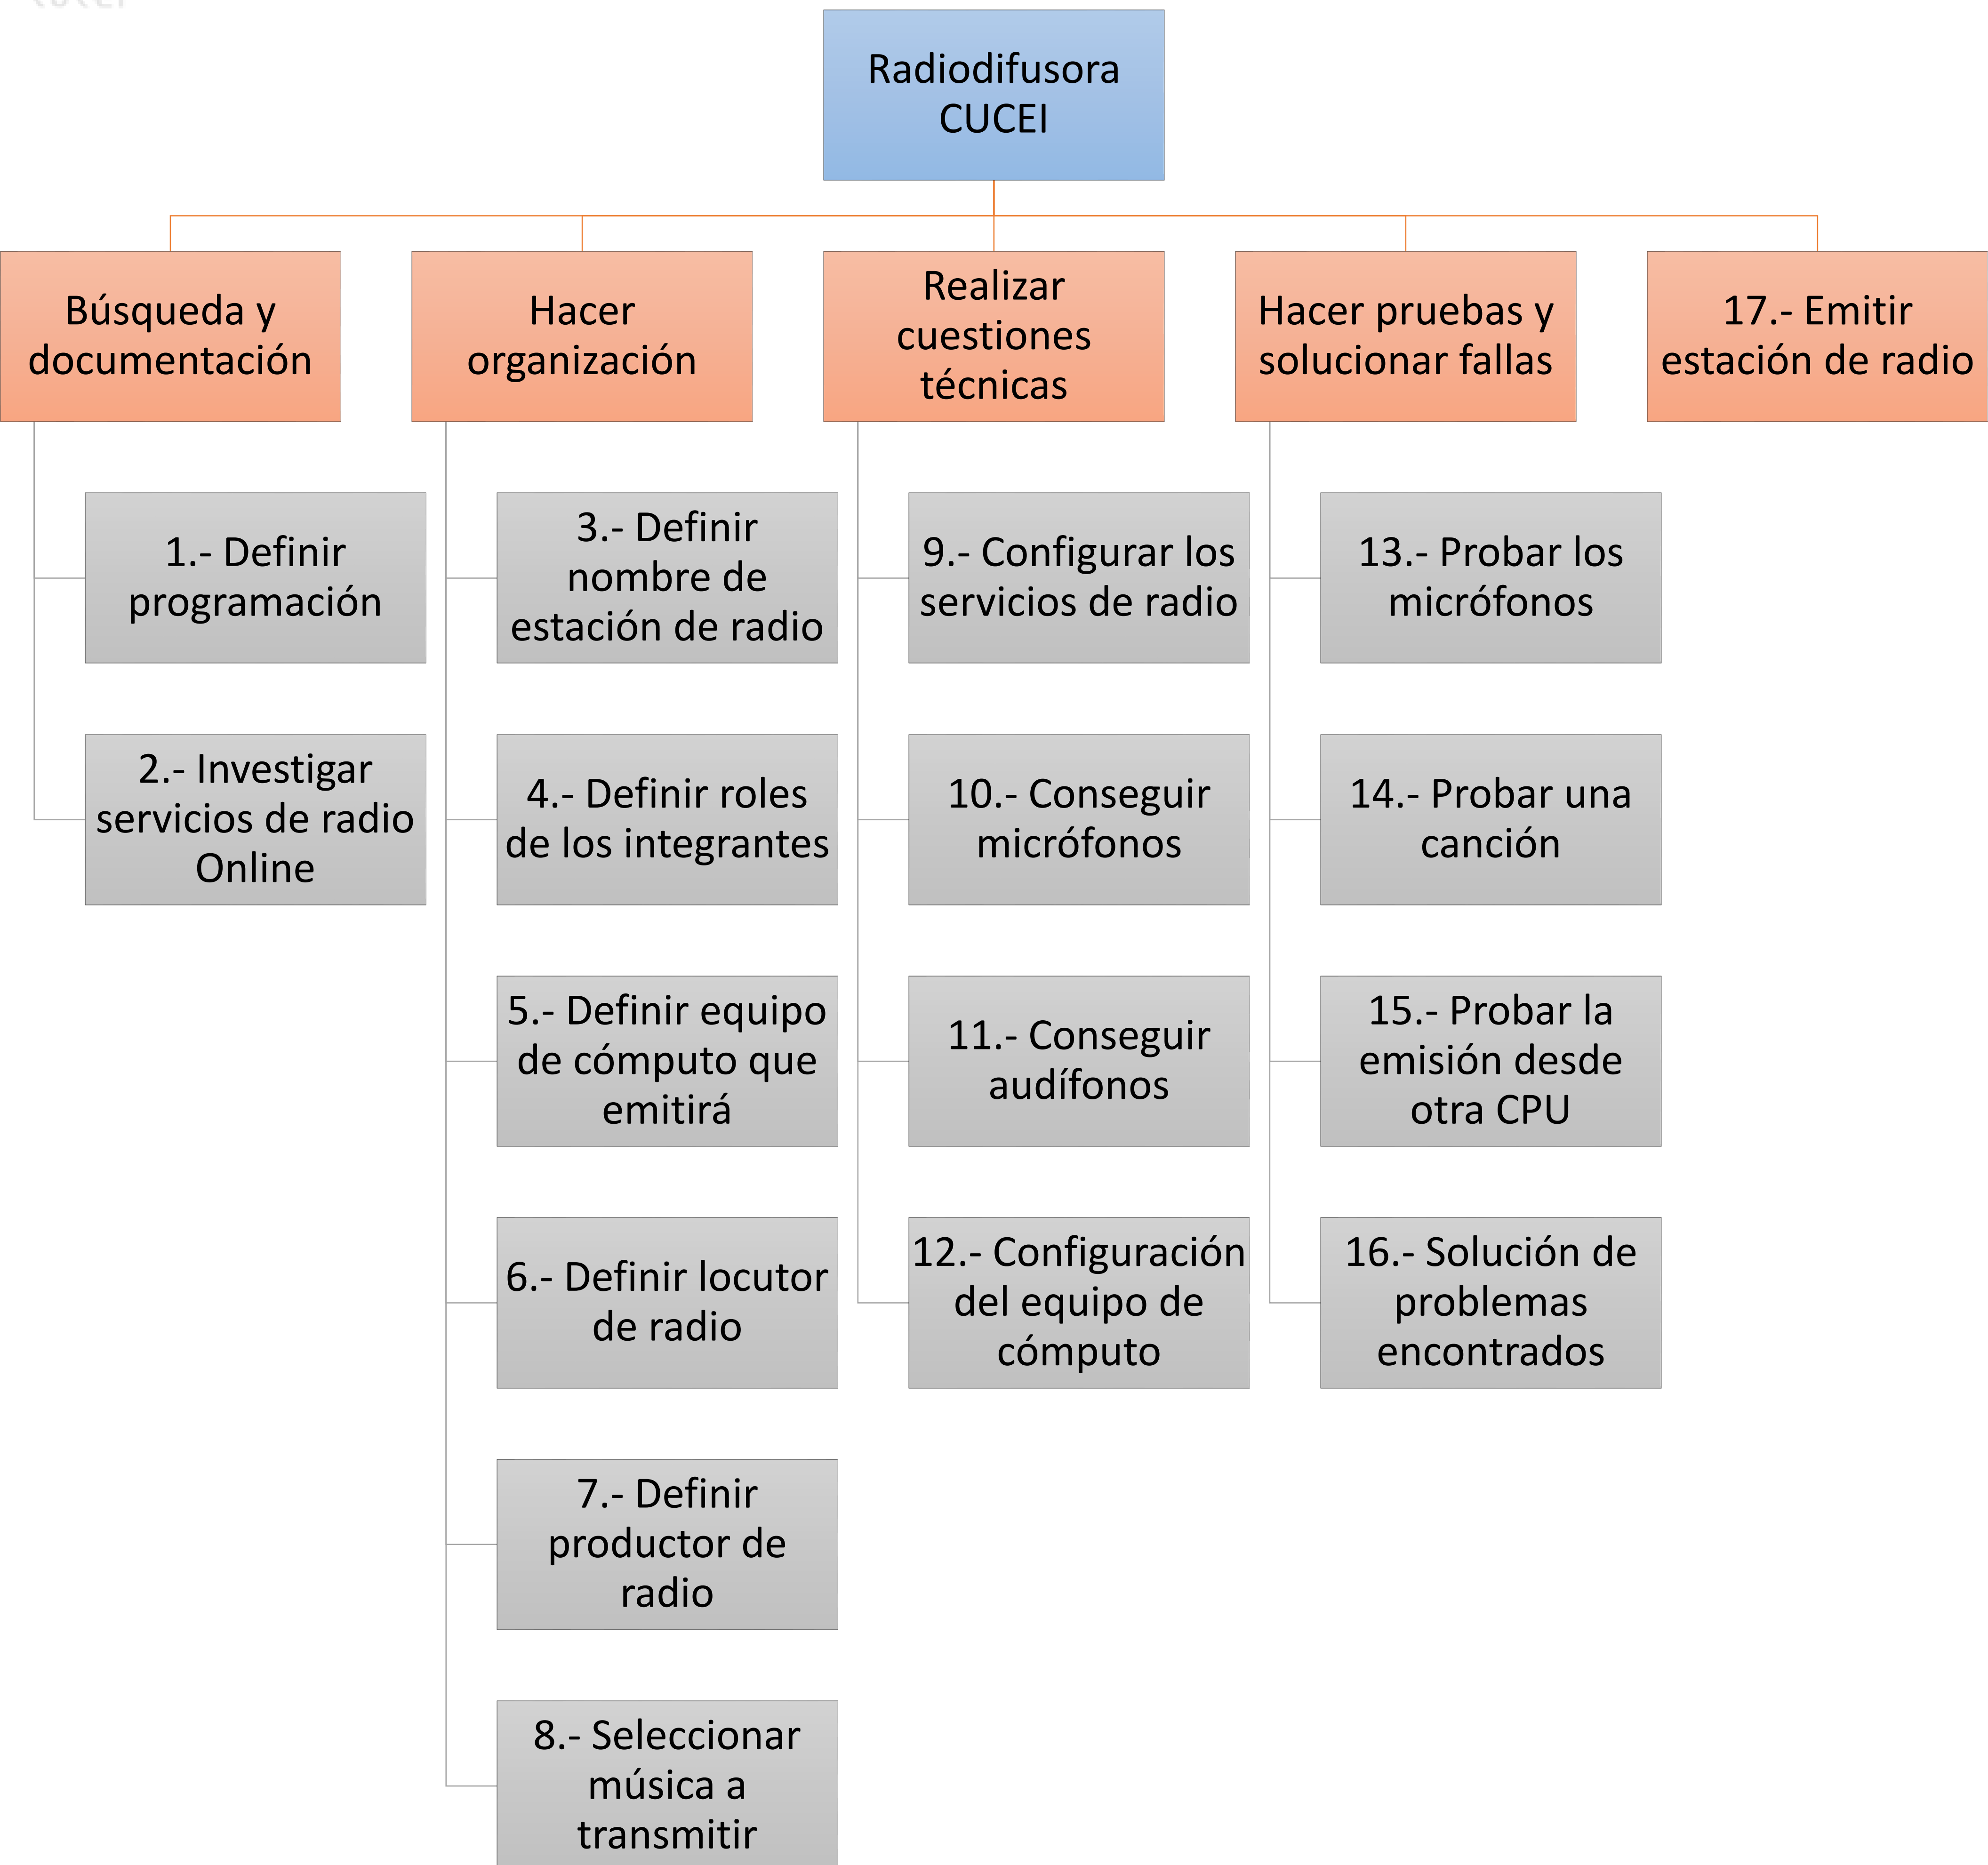 Radiodifusora
CUCEI
Búsqueda y
documentación
1.- Definir
programación
2.- Investigar
servicios de radio
Online
Hacer
organización
3.- Definir
nombre de
estación de radio
4.- Definir roles
de los integrantes
5.- Definir equipo
de cómputo que
emitirá
6.- Definir locutor
de radio
7.- Definir
productor de
radio
8.- Seleccionar
música a
transmitir
Realizar
cuestiones
técnicas
9.- Configurar los
servicios de radio
10.- Conseguir
micrófonos
11.- Conseguir
audífonos
12.- Configuración
del equipo de
cómputo
Hacer pruebas y
solucionar fallas
13.- Probar los
micrófonos
14.- Probar una
canción
15.- Probar la
emisión desde
otra CPU
16.- Solución de
problemas
encontrados
17.- Emitir
estación de radio